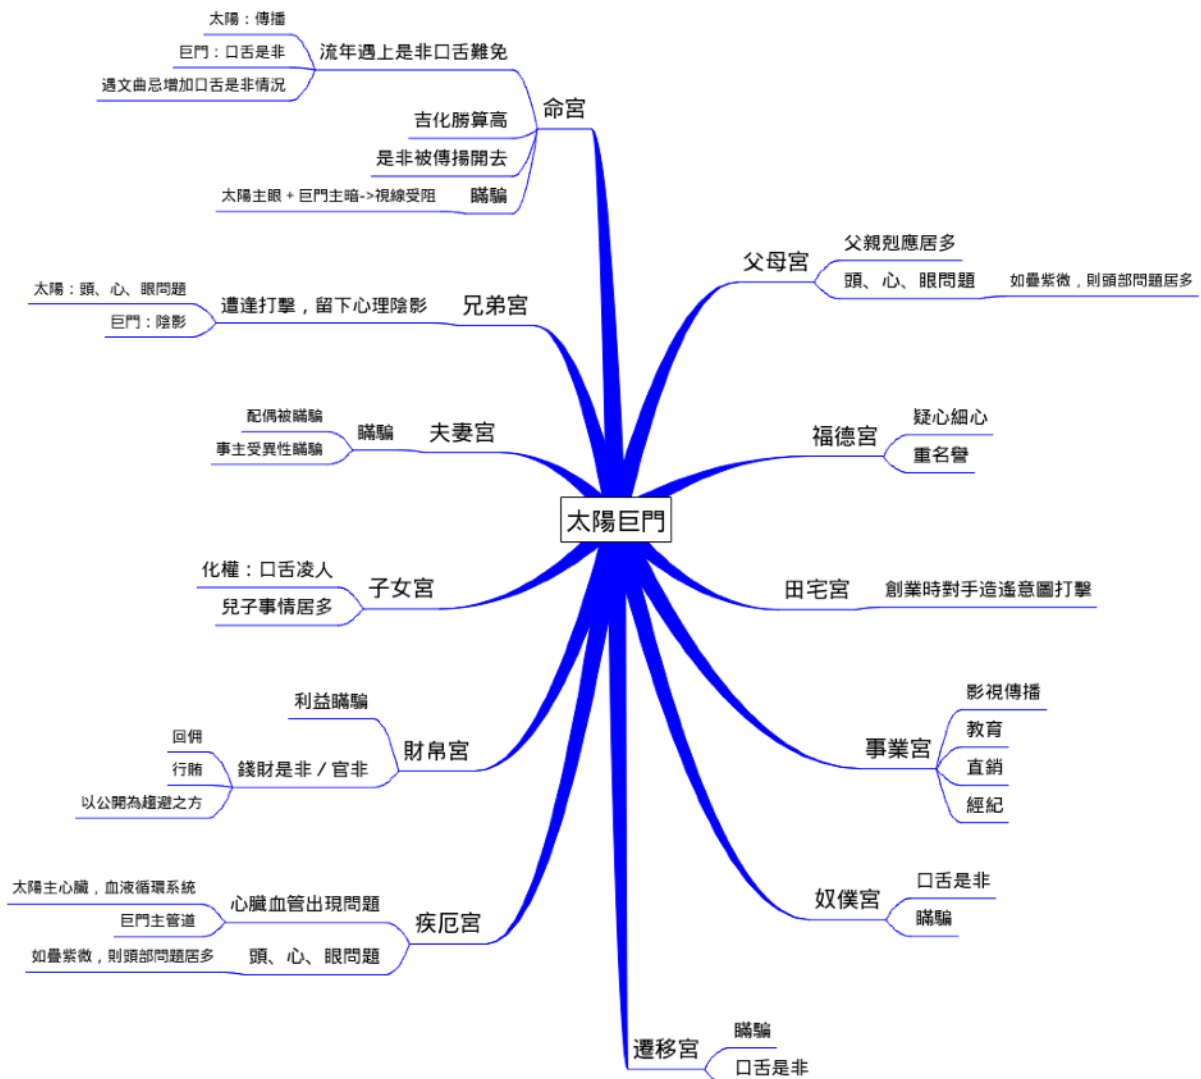 太陽巨門
命宮
流年遇上是非口舌難免
太陽：傳播
巨門：口舌是非
遇文曲忌增加口舌是非情況
吉化勝算高
是非被傳揚開去
瞞騙
太陽主眼 + 巨門主暗->視線受阻
兄弟宮
遭逢打擊，留下心理陰影
太陽：頭、心、眼問題
巨門：陰影
夫妻宮
瞞騙
配偶被瞞騙
事主受異性瞞騙
子女宮
化權：口舌凌人
兒子事情居多
財帛宮
利益瞞騙
錢財是非 / 官非
回佣
行賄
以公開為趨避之方
疾厄宮
心臟血管出現問題
太陽主心臟，血液循環系統
巨門主管道
頭、心、眼問題
如疊紫微，則頭部問題居多
父母宮
父親剋應居多
頭、心、眼問題
如疊紫微，則頭部問題居多
福德宮
疑心細心
重名譽
田宅宮
創業時對手造遙意圖打擊
事業宮
影視傳播
教育
直銷
經紀
奴僕宮
口舌是非
瞞騙
遷移宮
瞞騙
口舌是非